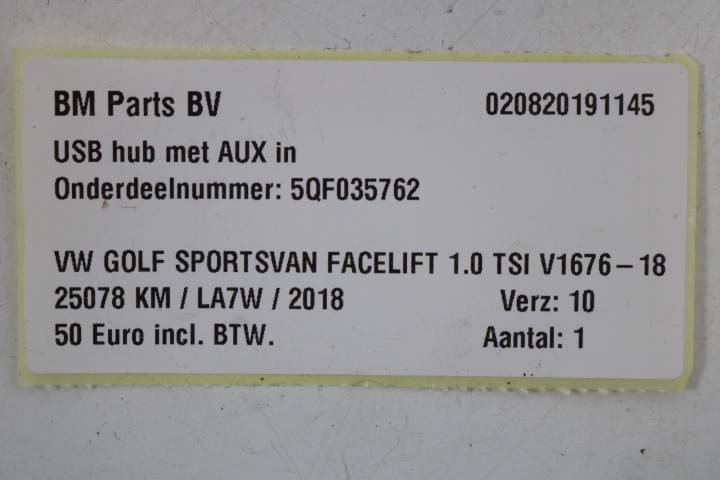 BM Parts BV 020820191145
USB hub met AUX in
Onderdeelnummer: 5QF035762
VW GOLF SPORTSVAN FACELIFT 1.0 TSI V1676-18
25078 KM / LA7W / 2018 Verz: 10
50 Euro incl. BTW. Aantal: 1